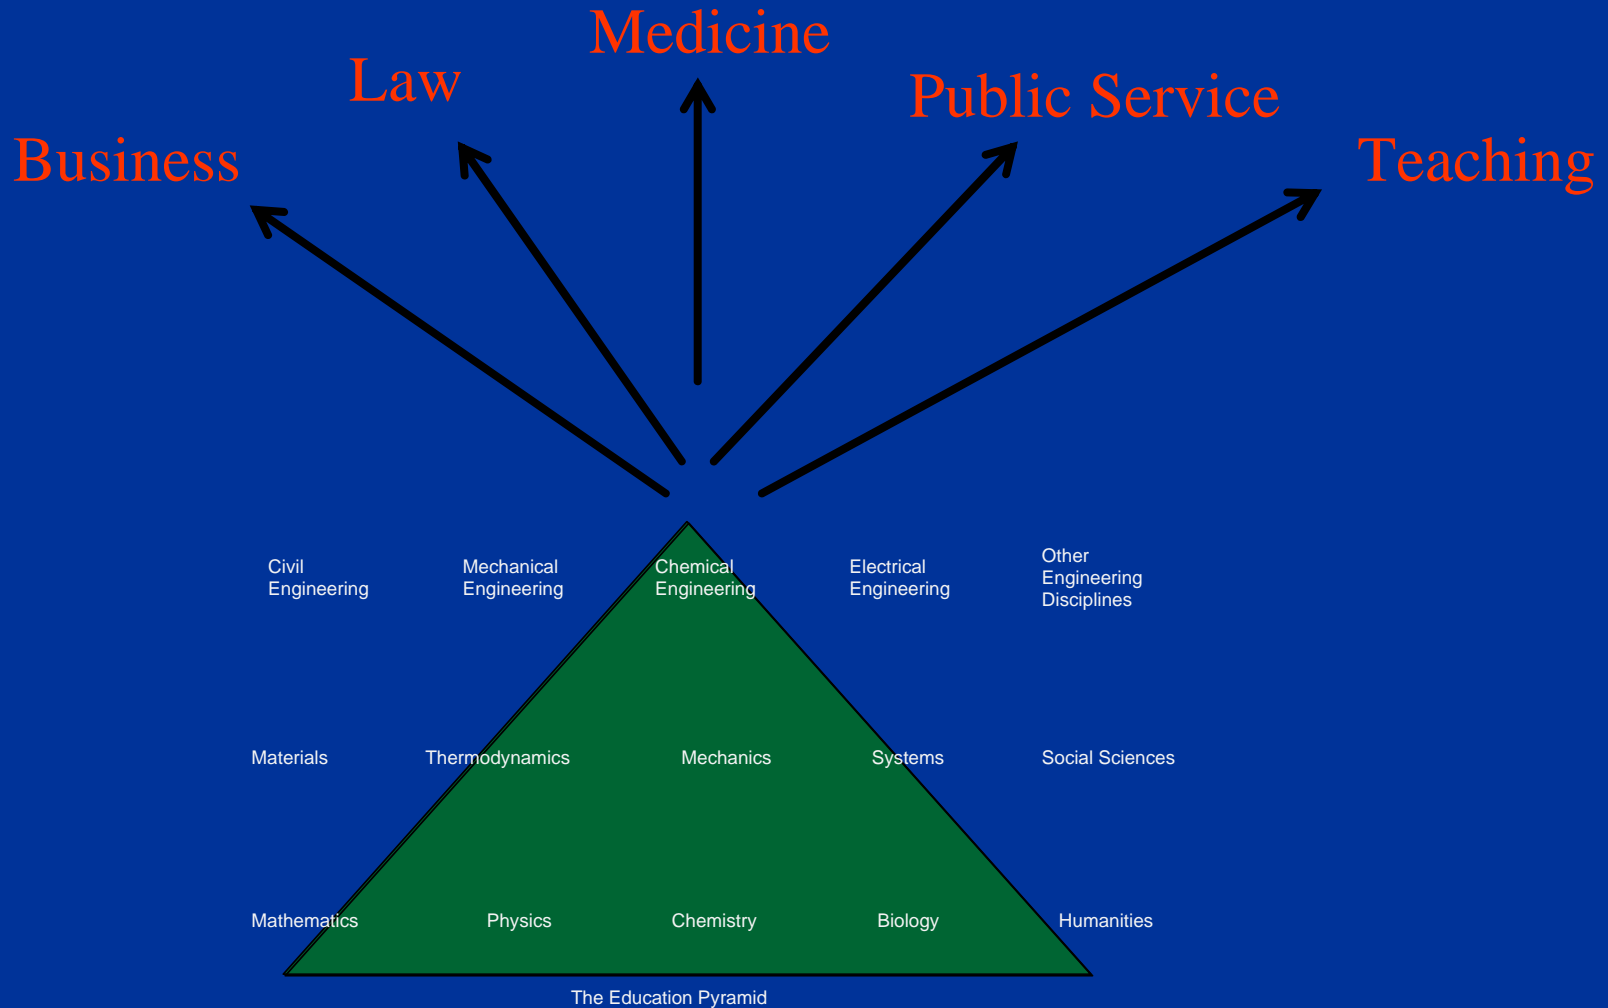 Medicine
Law
Public Service
Business
Teaching
Civil
Engineering
Mechanical
Engineering
Chemical
Engineering
Electrical
Engineering
Other
Engineering
Disciplines
Materials
Thermodynamics
Mechanics
Systems
Social Sciences
Mathematics
Physics
Chemistry
Biology
Humanities
The Education Pyramid